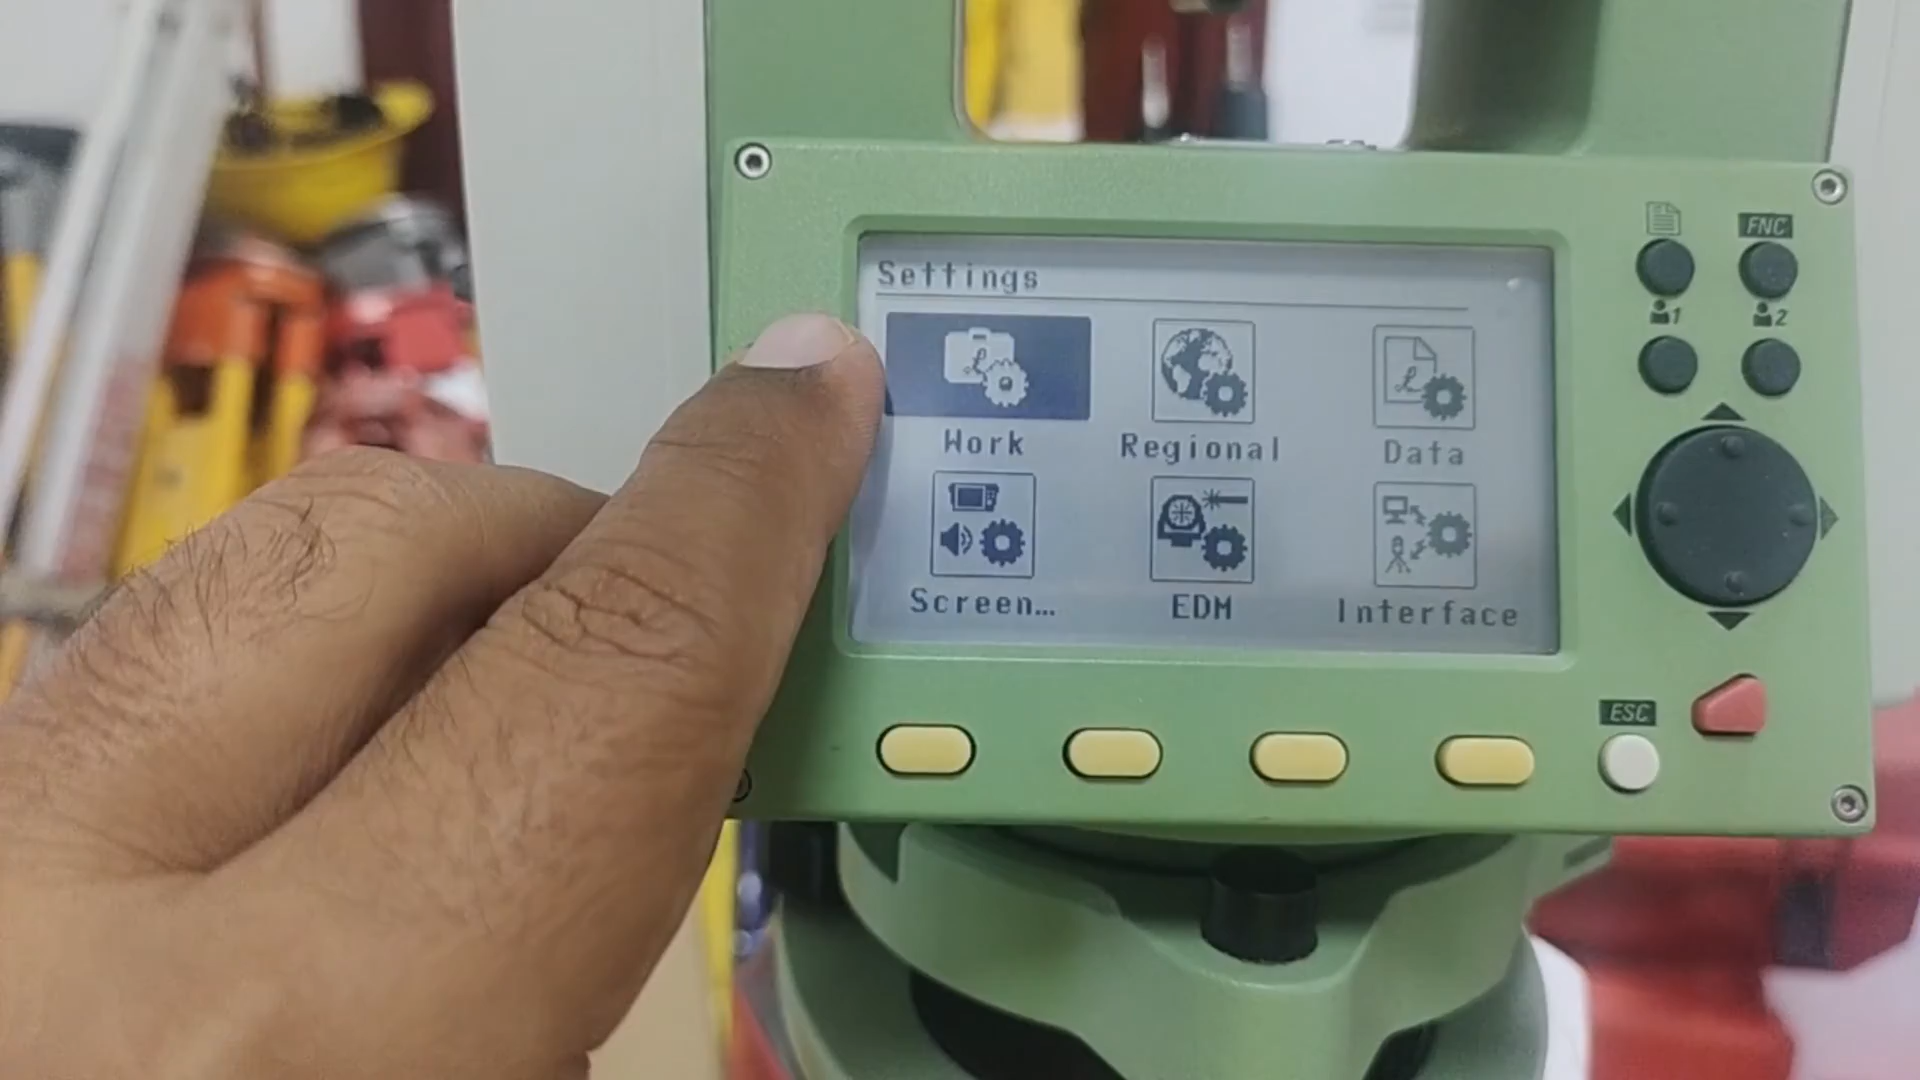 FNC
1 2
Settings
Work Regional Data
Screen... EDM Interface
ESC